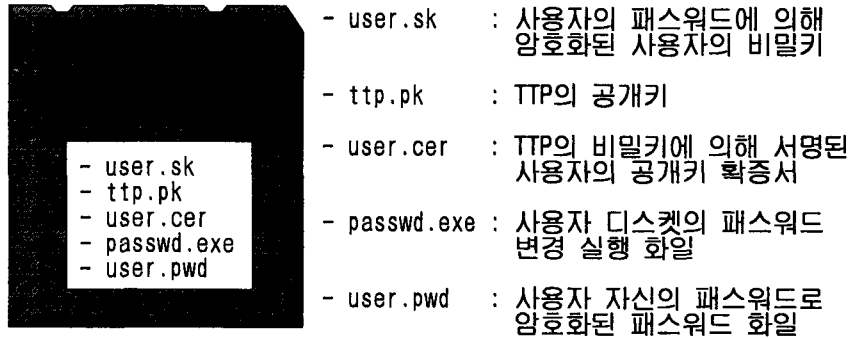 - user.sk
- ttp.pk
- user.cer
- passwd.exe
- user.pwd
- user.sk : 사용자의 패스워드에 의해
암호화된 사용자의 비밀키
- ttp.pk : TTP의 공개키
- user.cer : TTP의 비밀키에 의해 서명된
사용자의 공개키 확증서
- passwd.exe : 사용자 디스켓의 패스워드
변경 실행 화일
- user.pwd : 사용자 자신의 패스워드로
암호화된 패스워드 화일